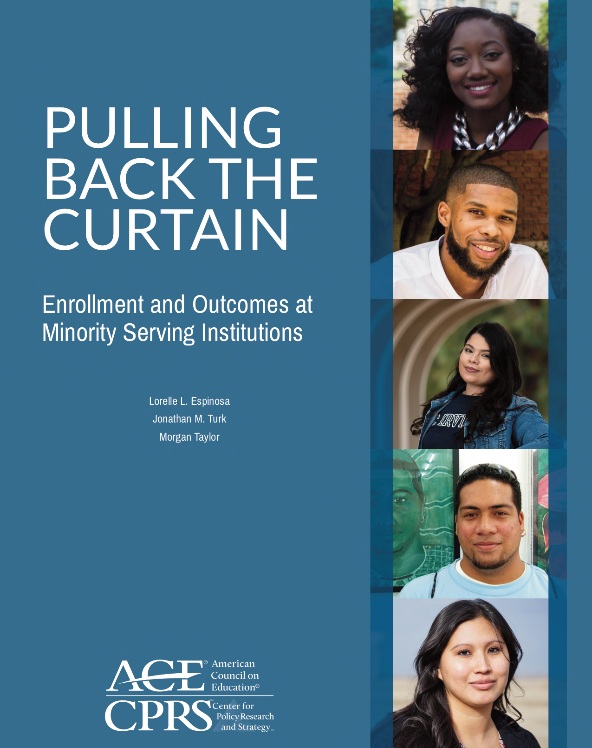 PULLING
BACK THE
CURTAIN
Enrollment and Outcomes at
Minority Serving Institutions
Lorelle L. Espinosa
Jonathan M. Turk
Morgan Taylor
ACE®
American
Council on
Education®
CPRS
Center for
Policy Research
and Strategy™